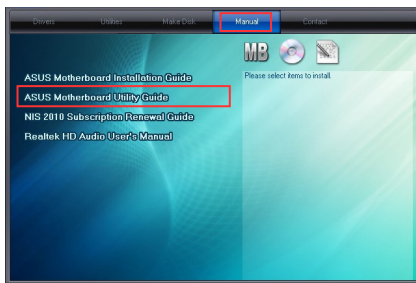 Drivers Utilities Make Disk Manual Contact
MB
Please select items to install.
ASUS Motherboard Installation Guide
ASUS Motherboard Utility Guide
NIS 2010 Subscription Renewal Guide
Realtek HD Audio User's Manual